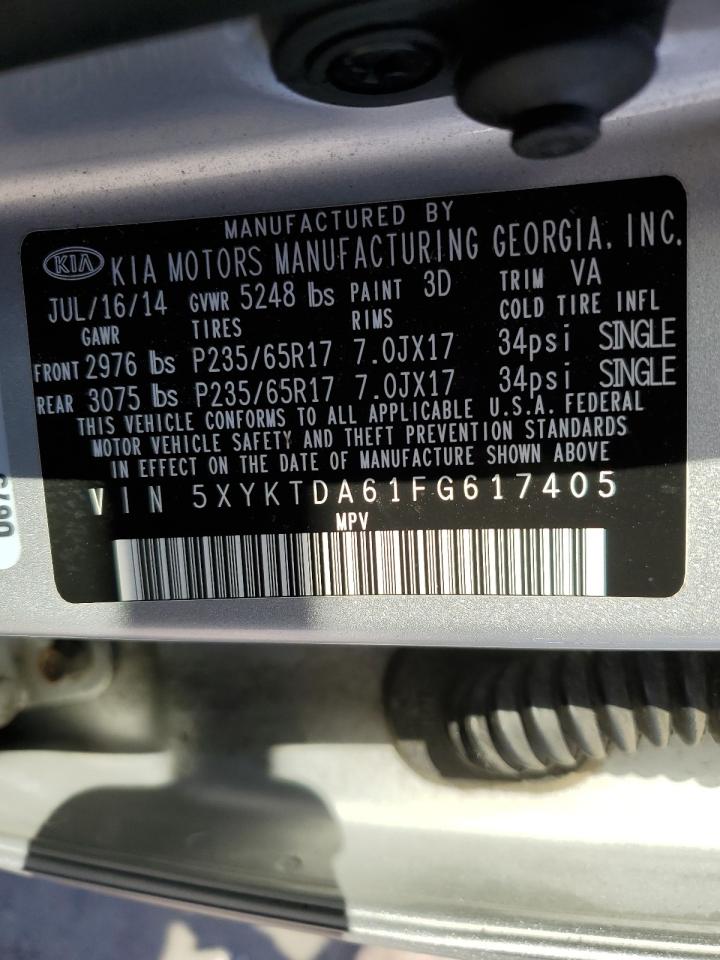 MANUFACTURED BY
KIA KIA MOTORS MANUFACTURING GEORGIA, INC.
JUL/16/14 GVWR 5248 lbs PAINT 3D TRIM VA
GAWR TIRES RIMS COLD TIRE INFL
FRONT 2976 lbs P235/65R17 7.0JX17 34psi SINGLE
REAR 3075 lbs P235/65R17 7.0JX17 34psi SINGLE
THIS VEHICLE CONFORMS TO ALL APPLICABLE U.S.A. FEDERAL
MOTOR VEHICLE SAFETY AND THEFT PREVENTION STANDARDS
IN EFFECT ON THE DATE OF MANUFACTURE SHOWN ABOVE
VIN 5XYKTDA61FG617405
MPV